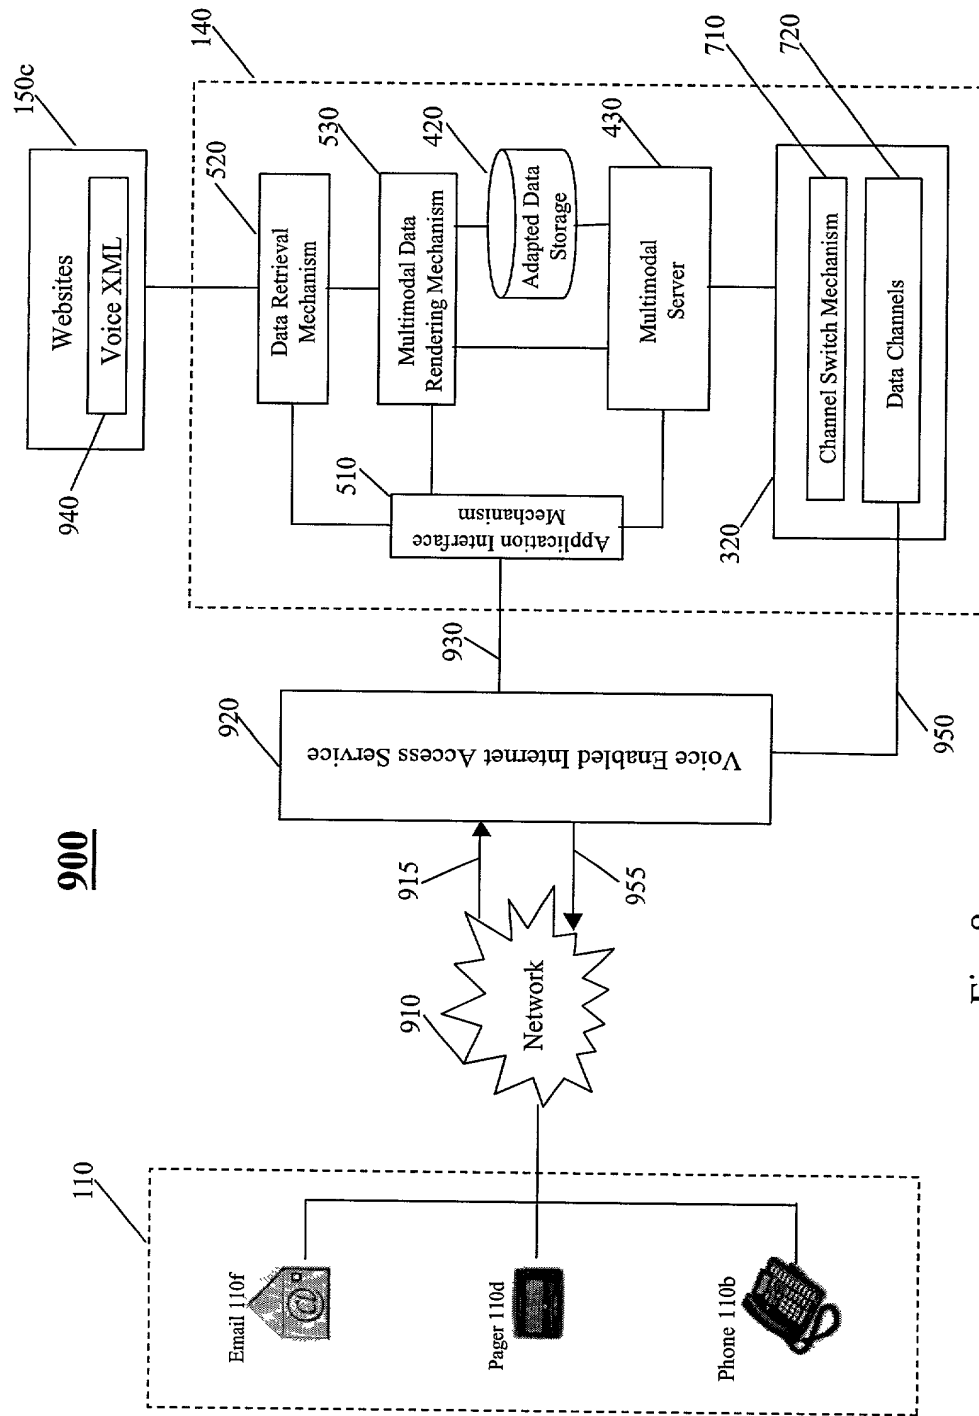 900
110
Email 110f
Pager 110d
Phone 110b
910
Network
915
955
920
Voice Enabled Internet Access Service
930
950
150c
Websites
Voice XML
940
140
520
Data Retrieval
Mechanism
530
Multimodal Data
Rendering Mechanism
510
Application Interface
Mechanism
420
Adapted Data
Storage
430
Multimodal
Server
320
710
Channel Switch Mechanism
720
Data Channels